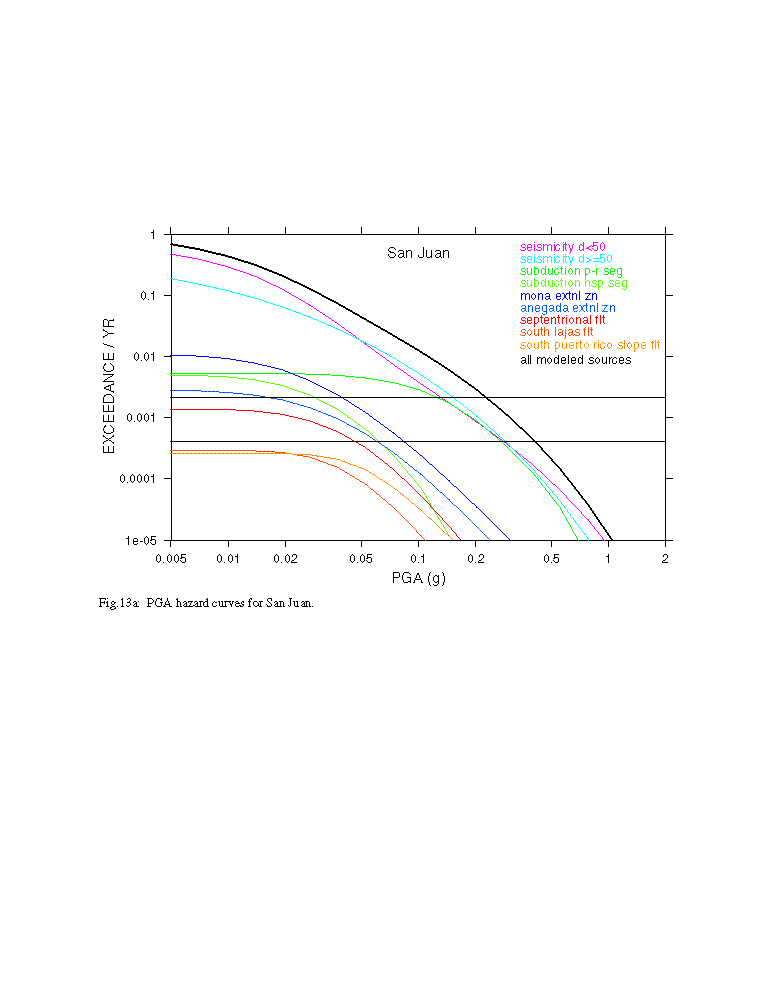 San Juan
seismicity d<50
seismicity d>=50
subduction p-r seg
subduction hsp seg
mona extnl zn
anegada extnl zn
septentrional flt
south lajas flt
south puerto rico slope flt
all modeled sources
EXCEEDANCE / YR
1
0.1
0.01
0.001
0.0001
1e-05
0.005 0.01 0.02 0.05 0.1 0.2 0.5 1 2
PGA (g)
Fig.13a: PGA hazard curves for San Juan.